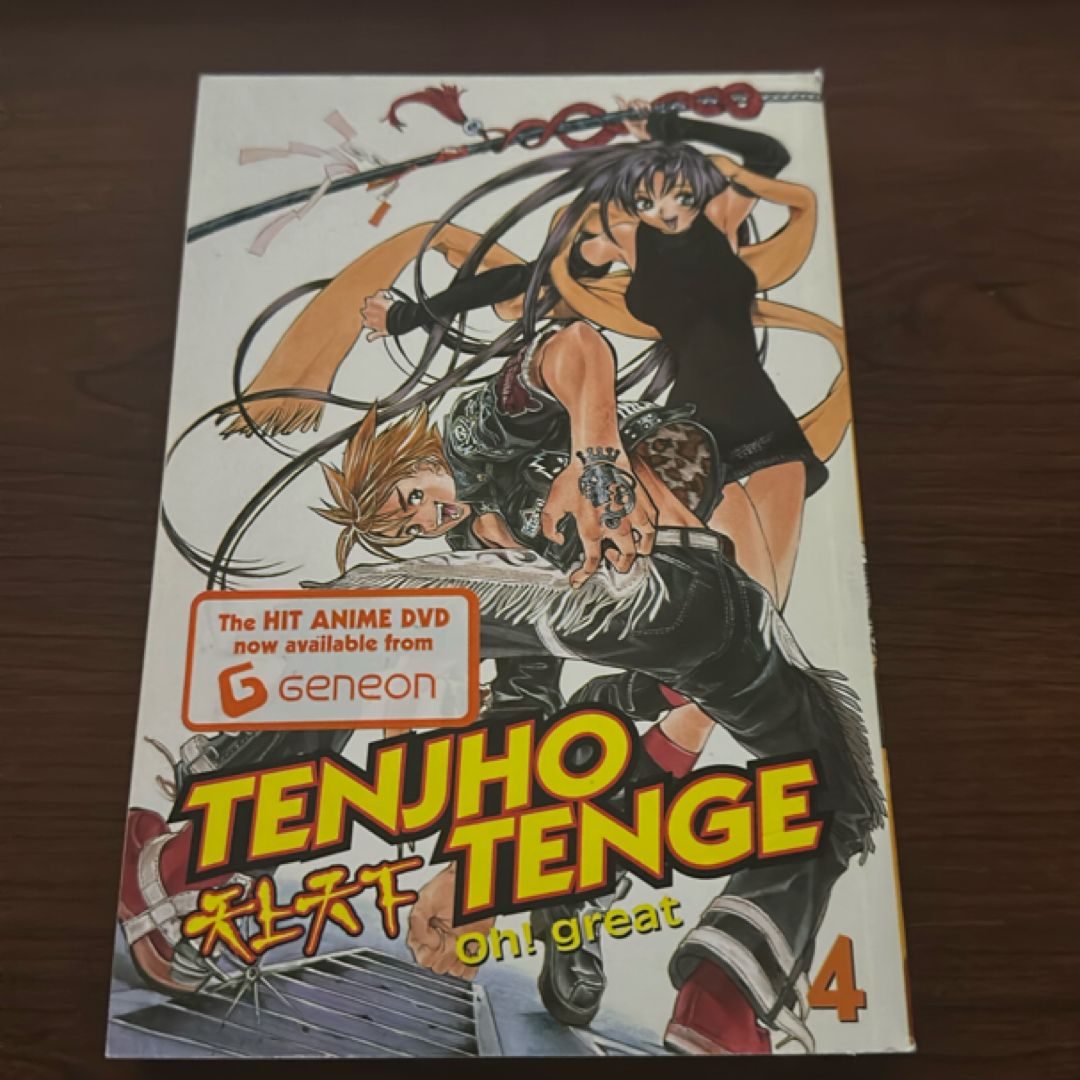 The HIT ANIME DVD
now available from
GENEON
TENJHO
TENGE
天上天下
Oh! great
4